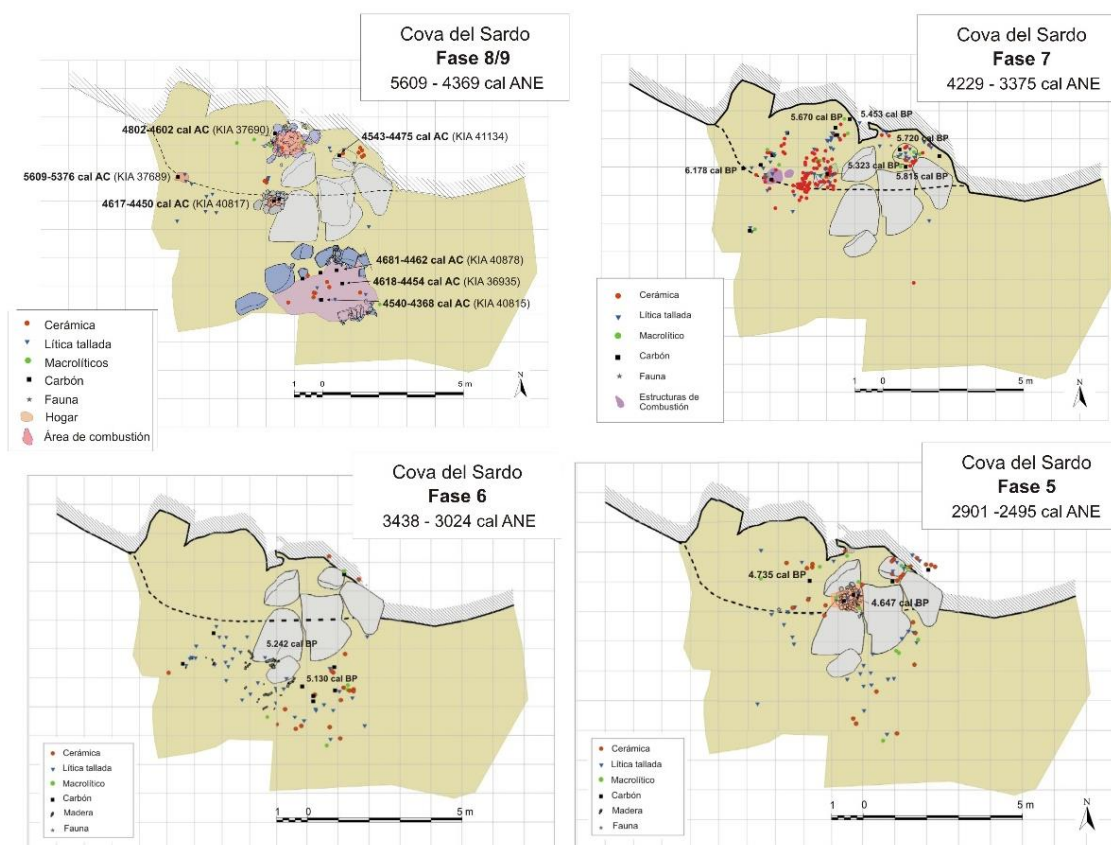 Cova del Sardo
Fase 8/9
5609 - 4369 cal ANE
4802-4602 cal AC (KIA 37690)
4543-4475 cal AC (KIA 41134)
5609-5376 cal AC (KIA 37689)
4617-4450 cal AC (KIA 40817)
4681-4462 cal AC (KIA 40878)
4618-4454 cal AC (KIA 36935)
4540-4368 cal AC (KIA 40815)
Cerámica
Lítica tallada
Macrolíticos
Carbón
Fauna
Hogar
Área de combustión
1 0 5 m
N
Cova del Sardo
Fase 7
4229 - 3375 cal ANE
5.670 cal BP
5.453 cal BP
5.720 cal BP
5.323 cal BP
6.178 cal BP
5.815 cal BP
Cerámica
Lítica tallada
Macrolítico
Carbón
Fauna
Estructuras de
Combustión
1 0 5 m
N
Cova del Sardo
Fase 6
3438 - 3024 cal ANE
5.242 cal BP
5.130 cal BP
Cerámica
Lítica tallada
Macrolítico
Carbón
Madera
Fauna
1 0 5 m
Cova del Sardo
Fase 5
2901 -2495 cal ANE
4.735 cal BP
4.647 cal BP
Cerámica
Lítica tallada
Macrolítico
Carbón
Madera
Fauna
1 0 5 m
N